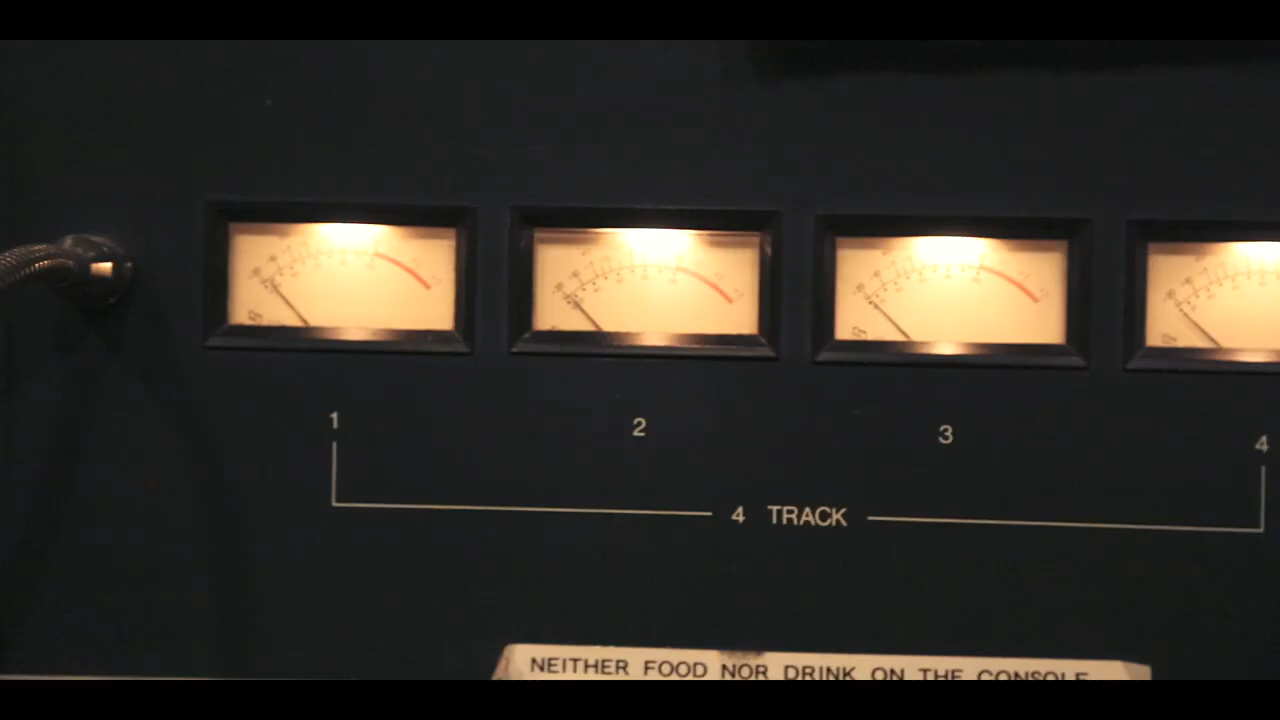 1 2 3 4
4 TRACK
NEITHER FOOD NOR DRINK ON THE CONSOLE